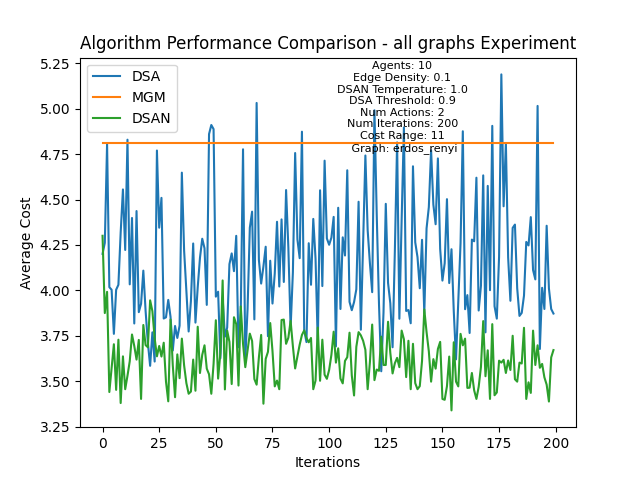 Algorithm Performance Comparison - all graphs Experiment
DSA
MGM
DSAN
Agents: 10
Edge Density: 0.1
DSAN Temperature: 1.0
DSA Threshold: 0.9
Num Actions: 2
Num Iterations: 200
Cost Range: 11
Graph: erdos_renyi
Average Cost
5.25
5.00
4.75
4.50
4.25
4.00
3.75
3.50
3.25
0
25
50
75
100
125
150
175
200
Iterations